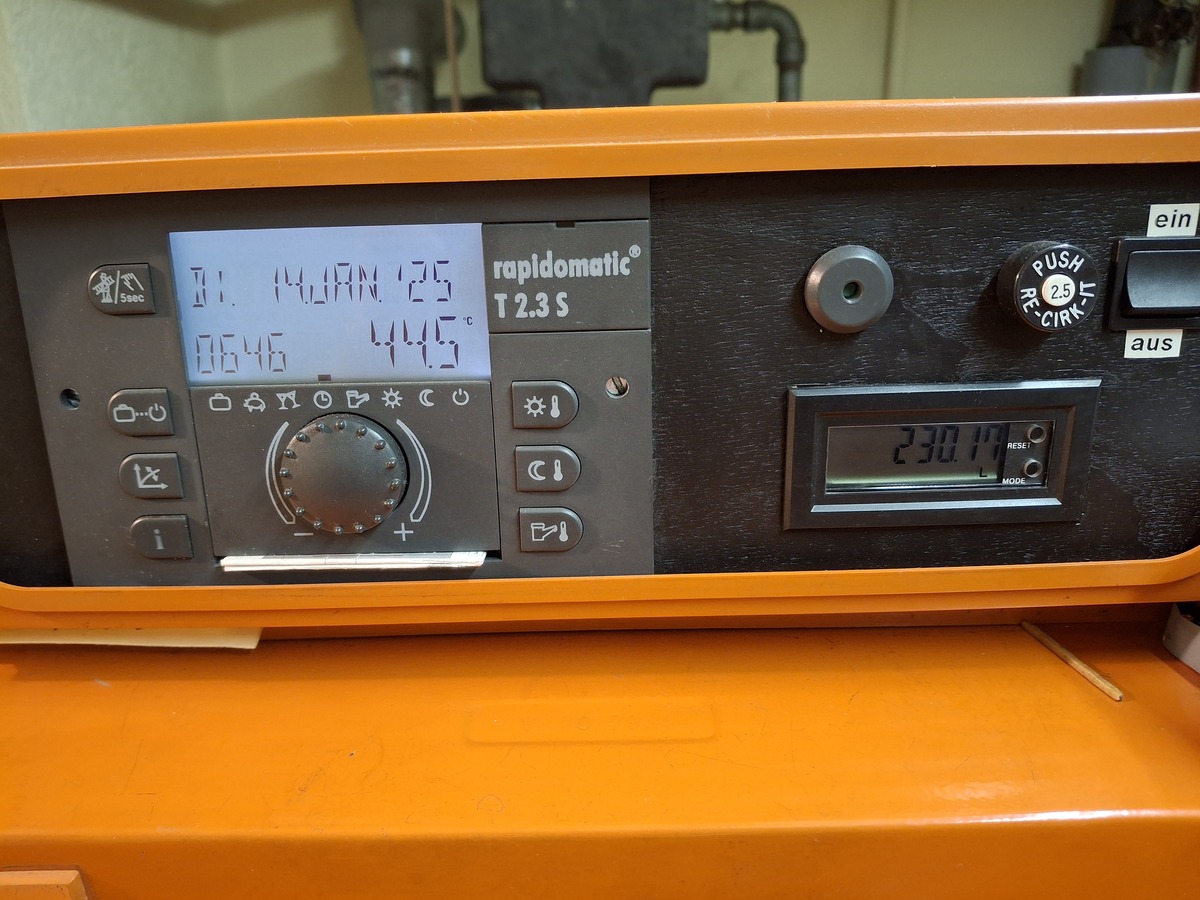 5sec
DI. 14.JAN. '25
0646 44.5 °C
rapidomatic®
T 2.3 S
i
− +
PUSH
2.5
RE-CIRK-IT
ein
aus
230.17
L
RESET
MODE